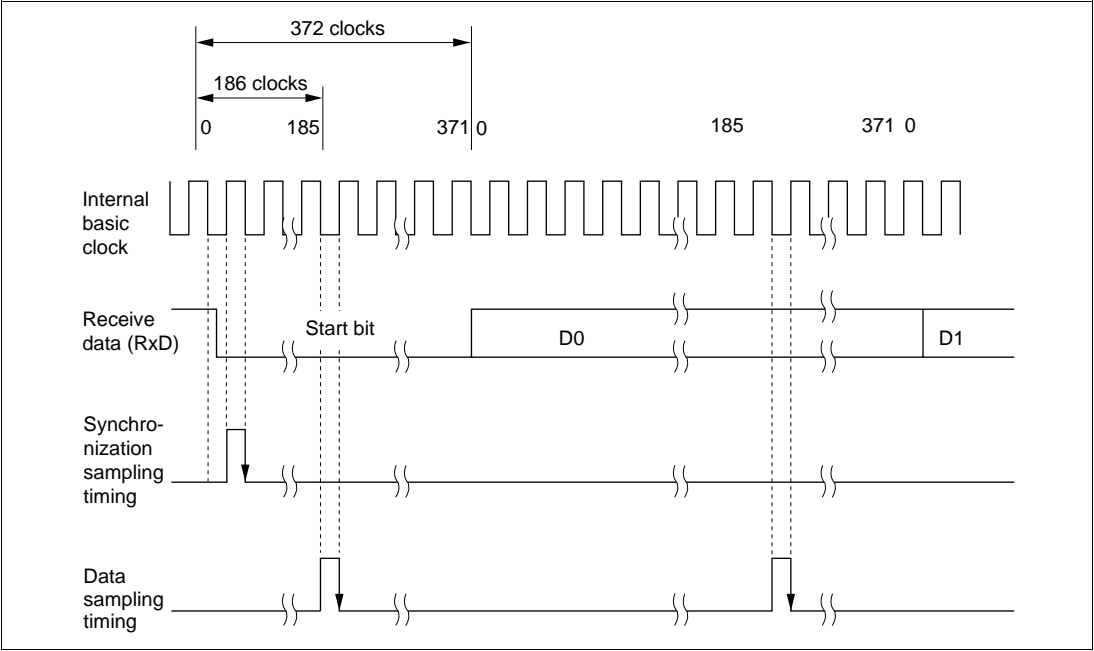 372 clocks
186 clocks
0 185 371 0 185 371 0
Internal
basic
clock
Receive
data (RxD)
Start bit
D0
D1
Synchro-
nization
sampling
timing
Data
sampling
timing